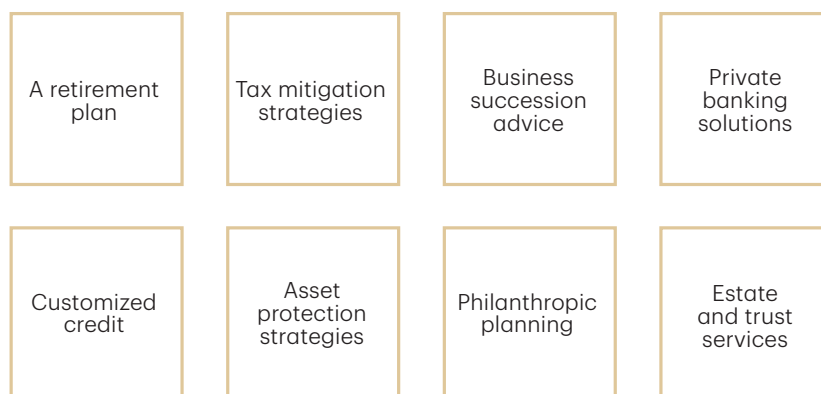 A retirement
plan
Tax mitigation
strategies
Business
succession
advice
Private
banking
solutions
Customized
credit
Asset
protection
strategies
Philanthropic
planning
Estate
and trust
services